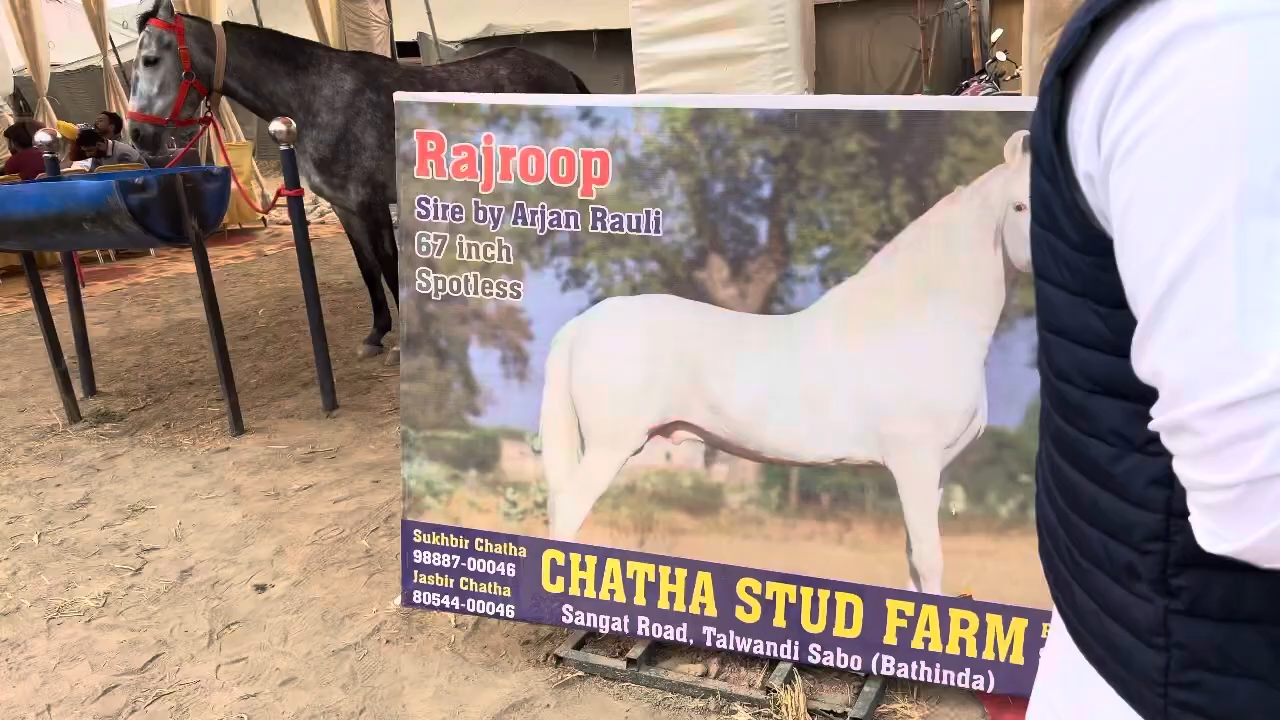 Rajroop
Sire by Arjan Rauli
67 inch
Spotless
Sukhbir Chatha
98887-00046
Jasbir Chatha
80544-00046
CHATHA STUD FARM
Sangat Road, Talwandi Sabo (Bathinda)